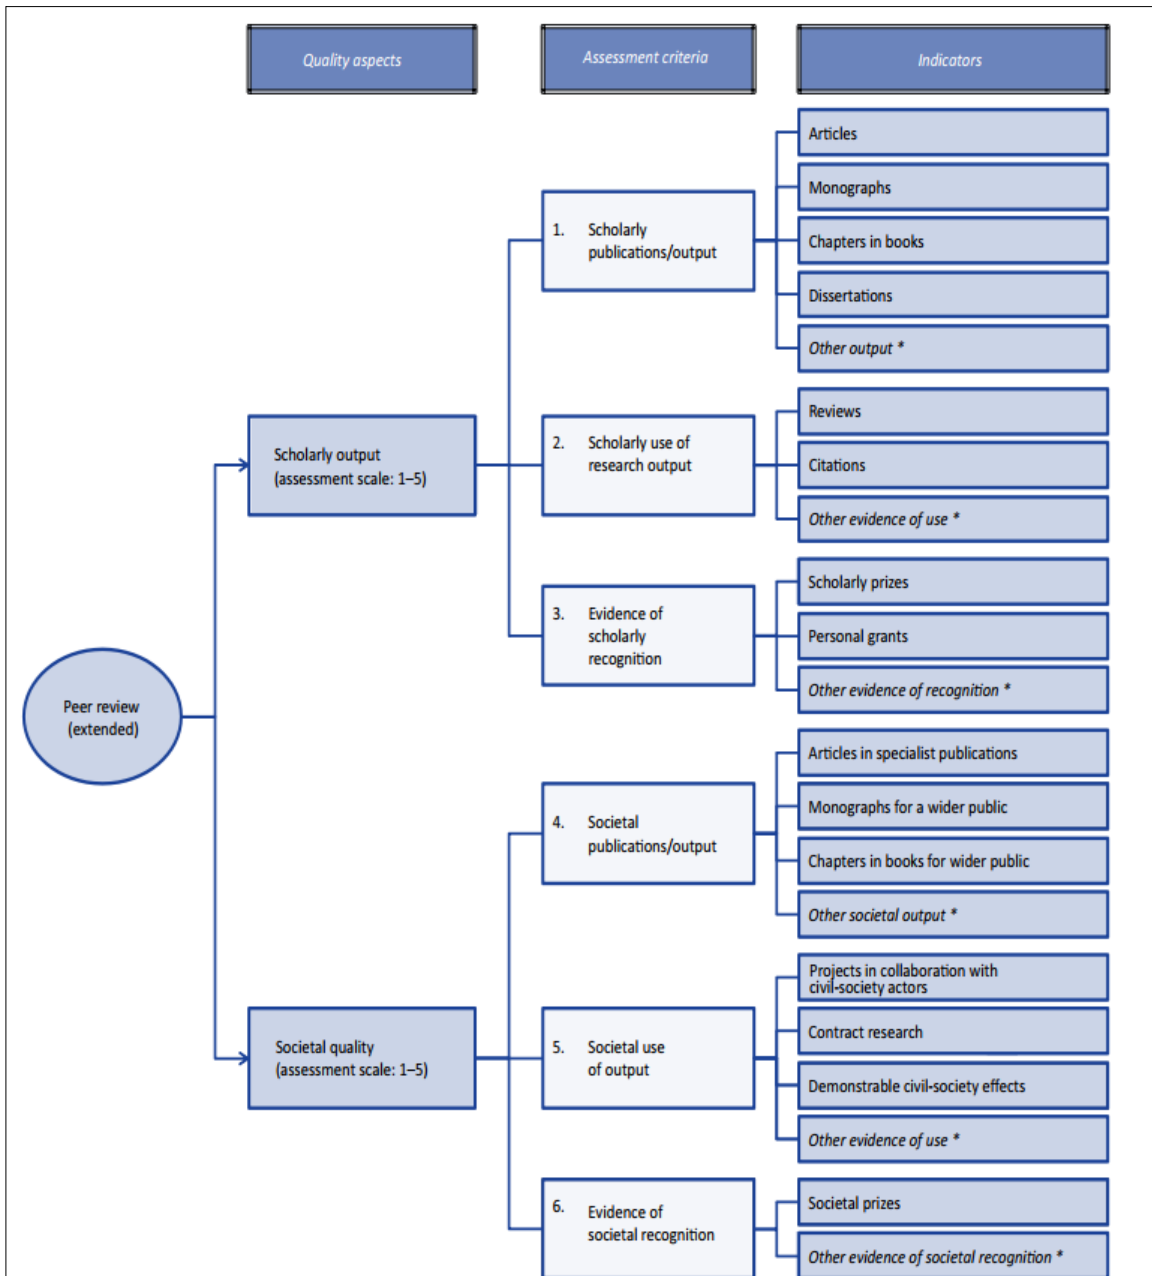 Quality aspects
Assessment criteria
Indicators
Articles
Monographs
1. Scholarly
publications/output
Chapters in books
Dissertations
Other output *
Reviews
Scholarly output
(assessment scale: 1–5)
2. Scholarly use of
research output
Citations
Other evidence of use *
Scholarly prizes
3. Evidence of
scholarly
recognition
Personal grants
Other evidence of recognition *
Peer review
(extended)
Articles in specialist publications
Monographs for a wider public
4. Societal
publications/output
Chapters in books for wider public
Other societal output *
Projects in collaboration with
civil-society actors
Contract research
Societal quality
(assessment scale: 1–5)
5. Societal use
of output
Demonstrable civil-society effects
Other evidence of use *
Societal prizes
6. Evidence of
societal recognition
Other evidence of societal recognition *